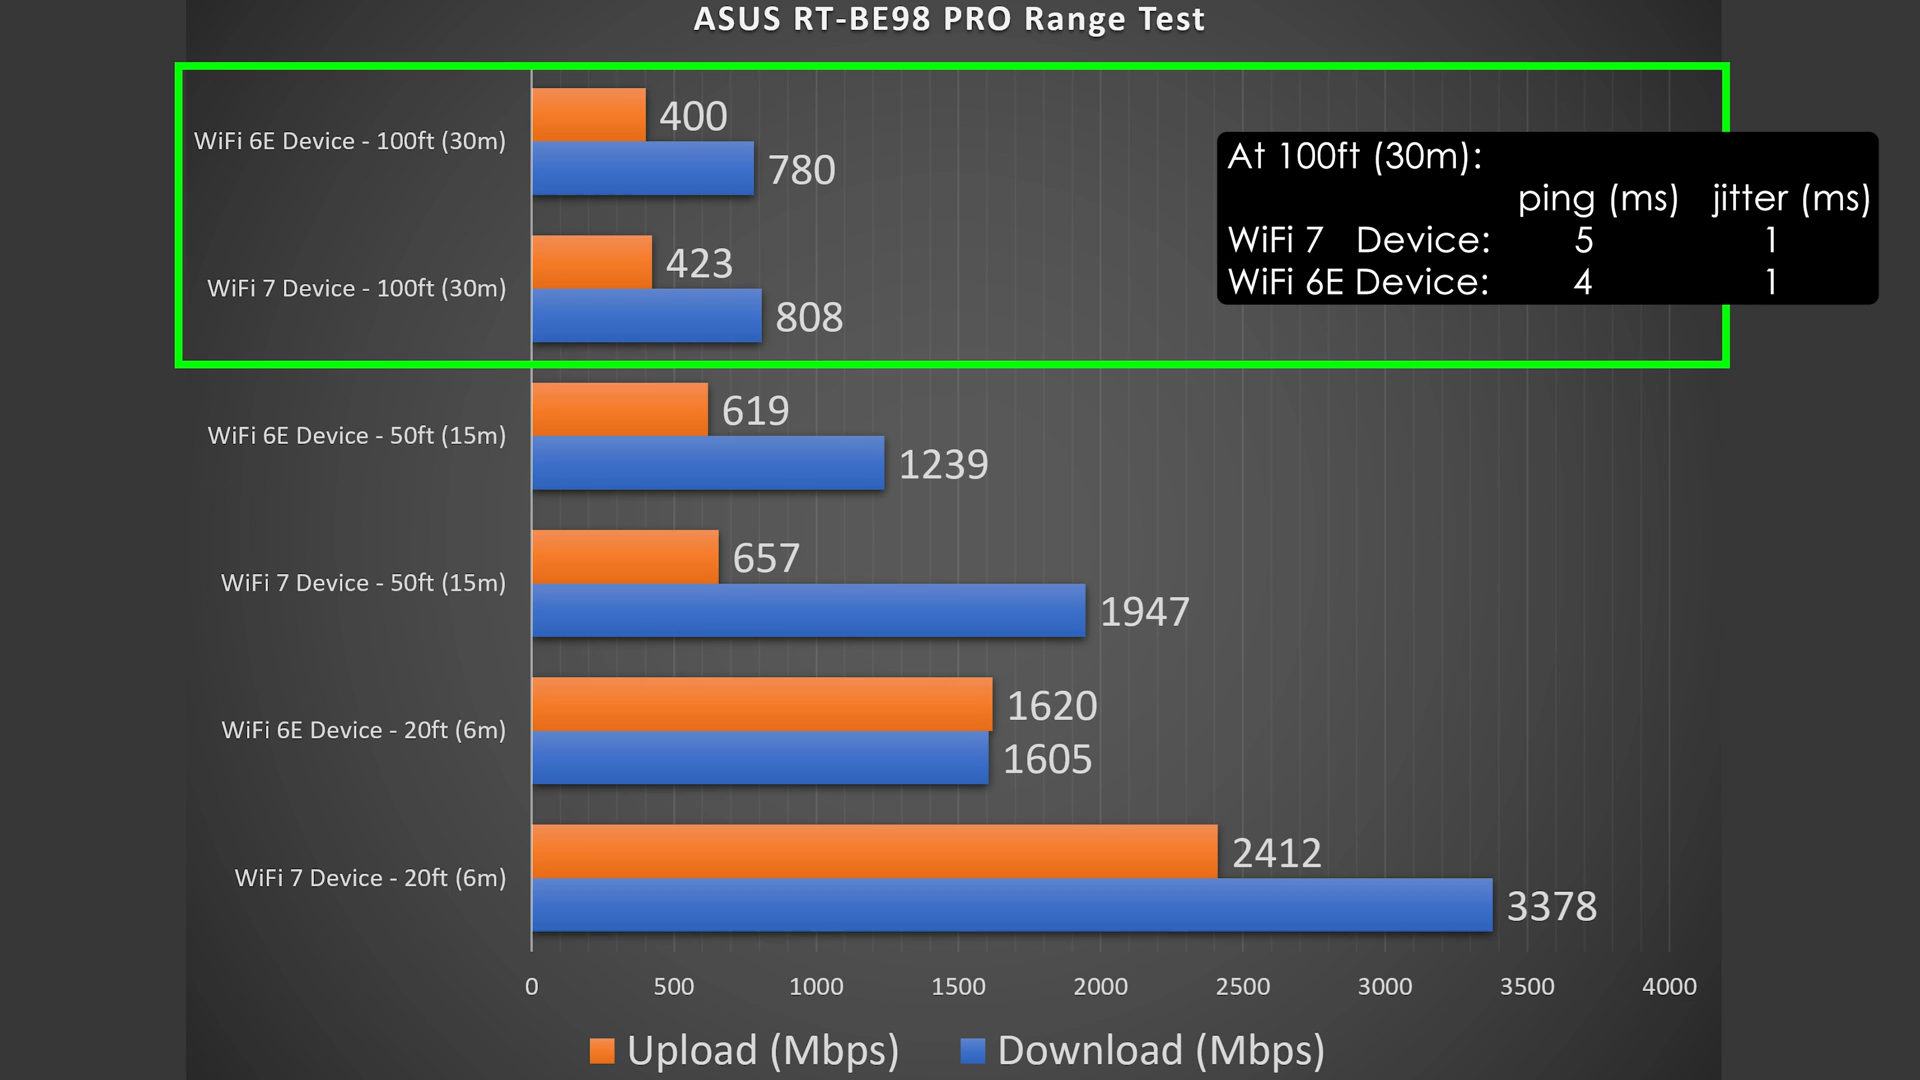 ASUS RT-BE98 PRO Range Test
WiFi 6E Device - 100ft (30m)
400
780
WiFi 7 Device - 100ft (30m)
423
808
At 100ft (30m):
ping (ms) jitter (ms)
WiFi 7 Device: 5 1
WiFi 6E Device: 4 1
WiFi 6E Device - 50ft (15m)
619
1239
WiFi 7 Device - 50ft (15m)
657
1947
WiFi 6E Device - 20ft (6m)
1620
1605
WiFi 7 Device - 20ft (6m)
2412
3378
0 500 1000 1500 2000 2500 3000 3500 4000
Upload (Mbps) Download (Mbps)